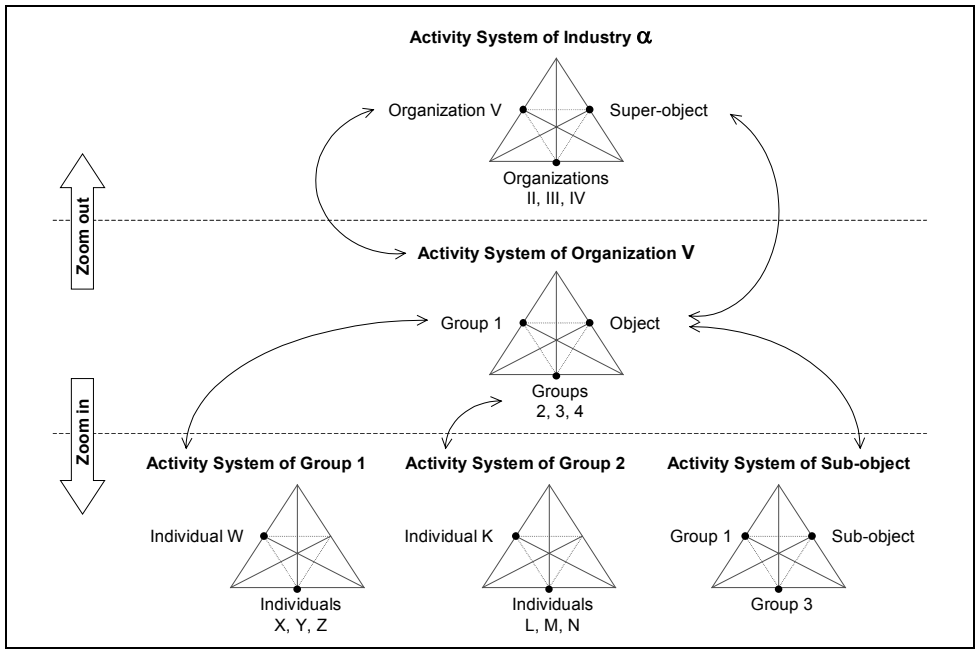 Activity System of Industry α
Organization V
Super-object
Organizations
II, III, IV
Zoom out
Activity System of Organization V
Group 1
Object
Groups
2, 3, 4
Zoom in
Activity System of Group 1
Activity System of Group 2
Activity System of Sub-object
Individual W
Individual K
Group 1
Sub-object
Individuals
X, Y, Z
Individuals
L, M, N
Group 3